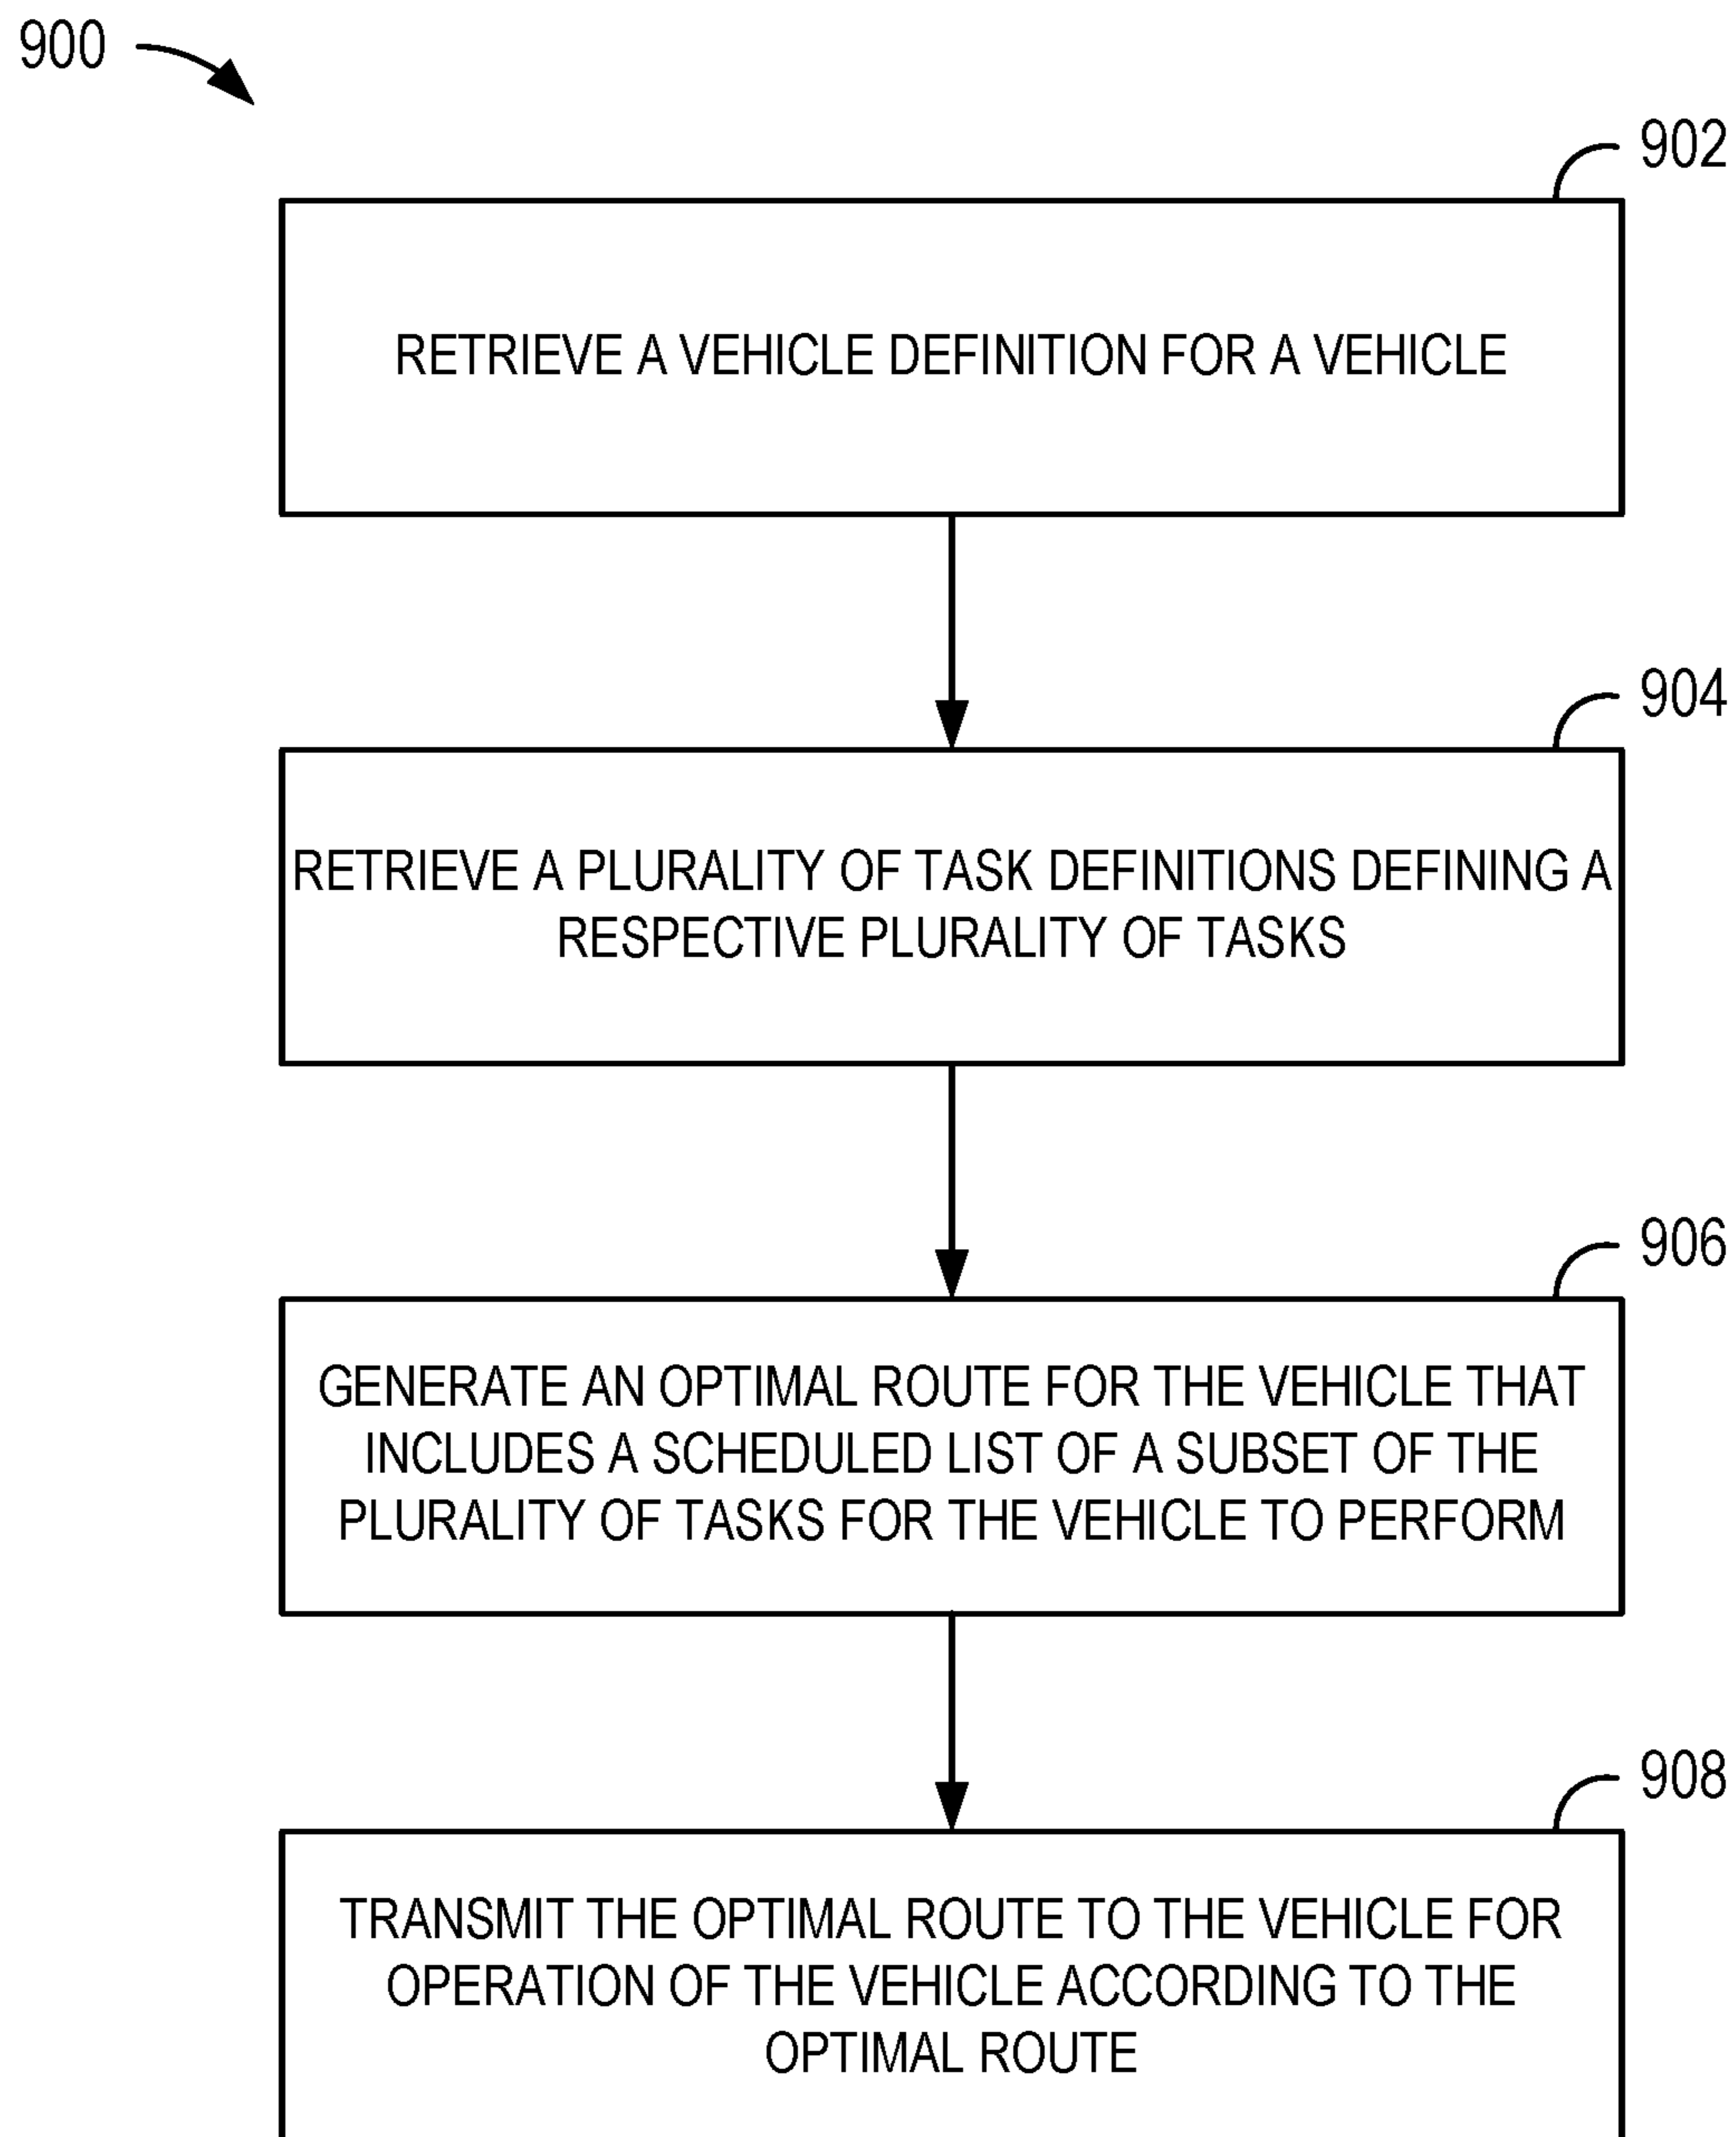 900
902
RETRIEVE A VEHICLE DEFINITION FOR A VEHICLE
904
RETRIEVE A PLURALITY OF TASK DEFINITIONS DEFINING A
RESPECTIVE PLURALITY OF TASKS
906
GENERATE AN OPTIMAL ROUTE FOR THE VEHICLE THAT
INCLUDES A SCHEDULED LIST OF A SUBSET OF THE
PLURALITY OF TASKS FOR THE VEHICLE TO PERFORM
908
TRANSMIT THE OPTIMAL ROUTE TO THE VEHICLE FOR
OPERATION OF THE VEHICLE ACCORDING TO THE
OPTIMAL ROUTE